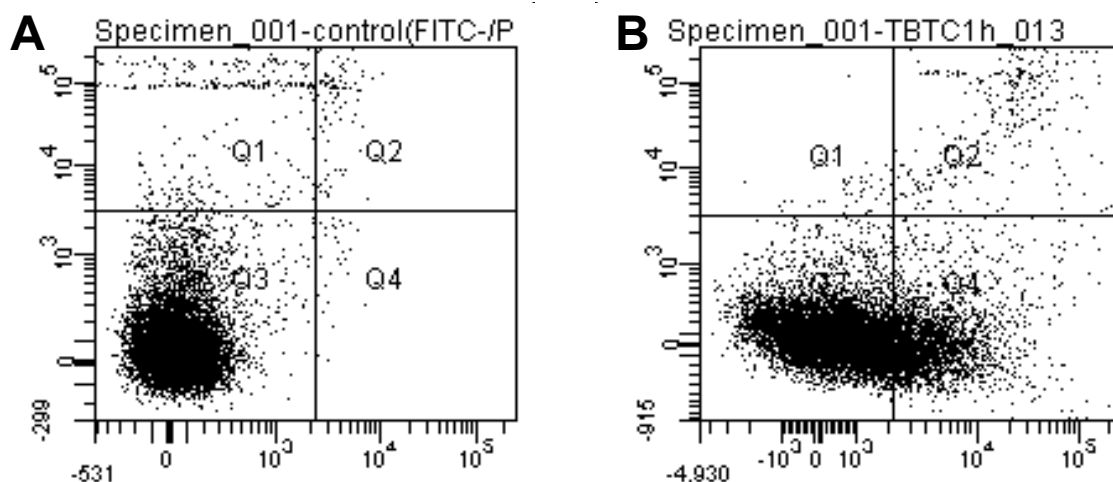 A
Specimen_001-control(FITC-/P
10^5
10^4
10^3
0
-299
Q1
Q2
Q3
Q4
-531
0
10^3
10^4
10^5
B
Specimen_001-TBTC1h_013
10^5
10^4
10^3
0
-915
Q1
Q2
Q4
-4.930
-10^3
0
10^3
10^4
10^5